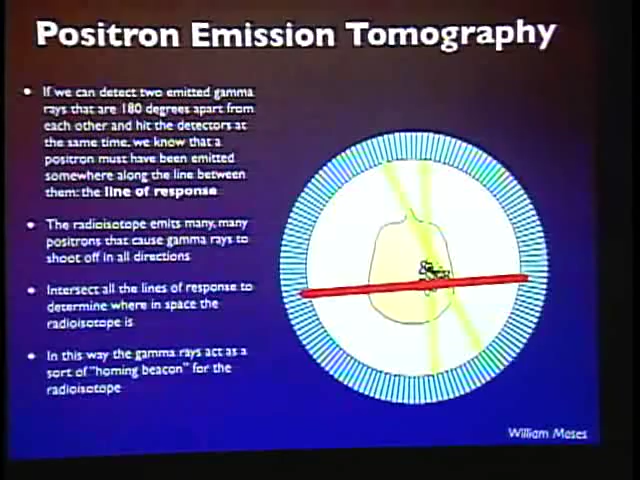 Positron Emission Tomography
If we can detect two emitted gamma
rays that are 180 degrees apart from
each other and hit the detectors at
the same time, we know that a
positron must have been emitted
somewhere along the line between
them: the line of response
The radioisotope emits many, many
positrons that cause gamma rays to
shoot off in all directions
Intersect all the lines of response to
determine where in space the
radioisotope is
In this way the gamma rays act as a
sort of "homing beacon" for the
radioisotope
William Moses